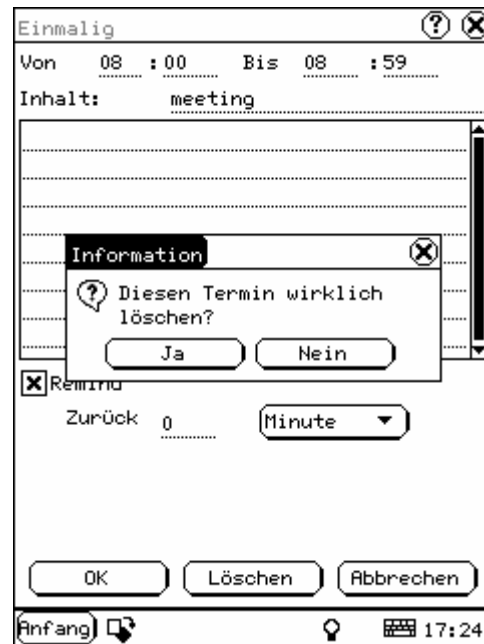 Einmalig
Von 08 : 00 Bis 08 : 59
Inhalt: meeting
Information
Diesen Termin wirklich
löschen?
Ja Nein
Remind
Zurück 0 Minute
OK Löschen Abbrechen
Anfang 17:24